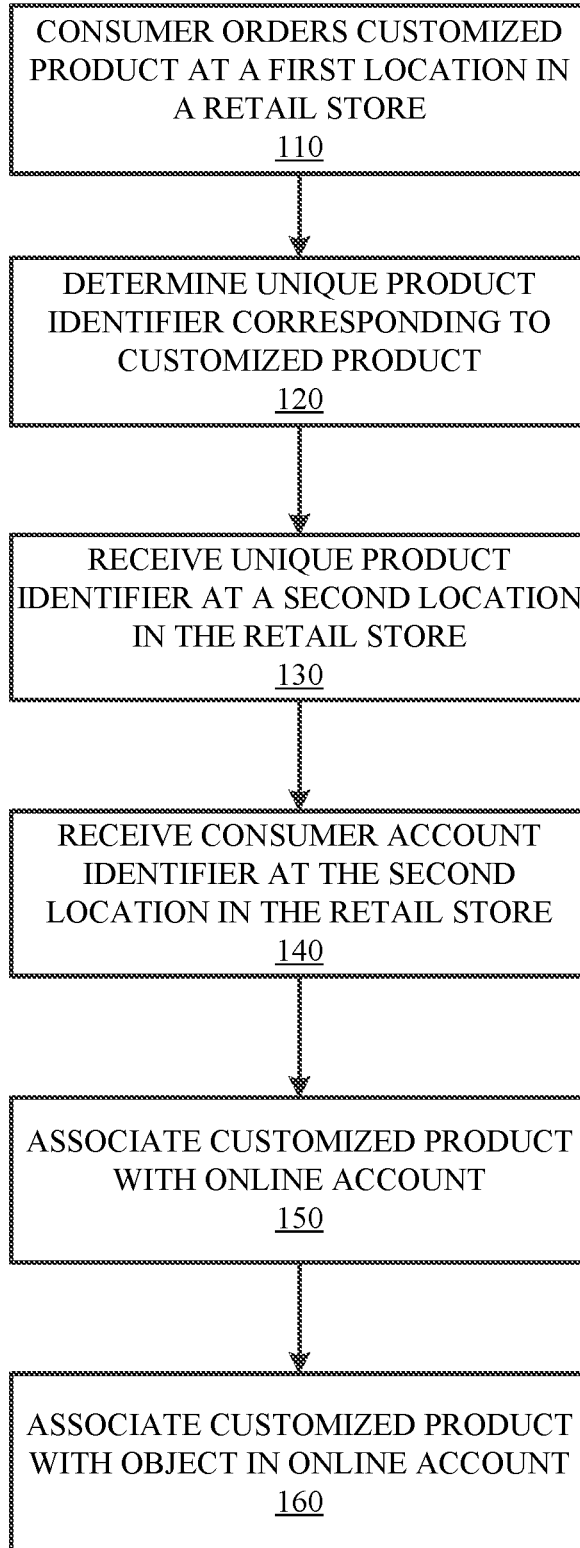 CONSUMER ORDERS CUSTOMIZED
PRODUCT AT A FIRST LOCATION IN
A RETAIL STORE
110
DETERMINE UNIQUE PRODUCT
IDENTIFIER CORRESPONDING TO
CUSTOMIZED PRODUCT
120
RECEIVE UNIQUE PRODUCT
IDENTIFIER AT A SECOND LOCATION
IN THE RETAIL STORE
130
RECEIVE CONSUMER ACCOUNT
IDENTIFIER AT THE SECOND
LOCATION IN THE RETAIL STORE
140
ASSOCIATE CUSTOMIZED PRODUCT
WITH ONLINE ACCOUNT
150
ASSOCIATE CUSTOMIZED PRODUCT
WITH OBJECT IN ONLINE ACCOUNT
160